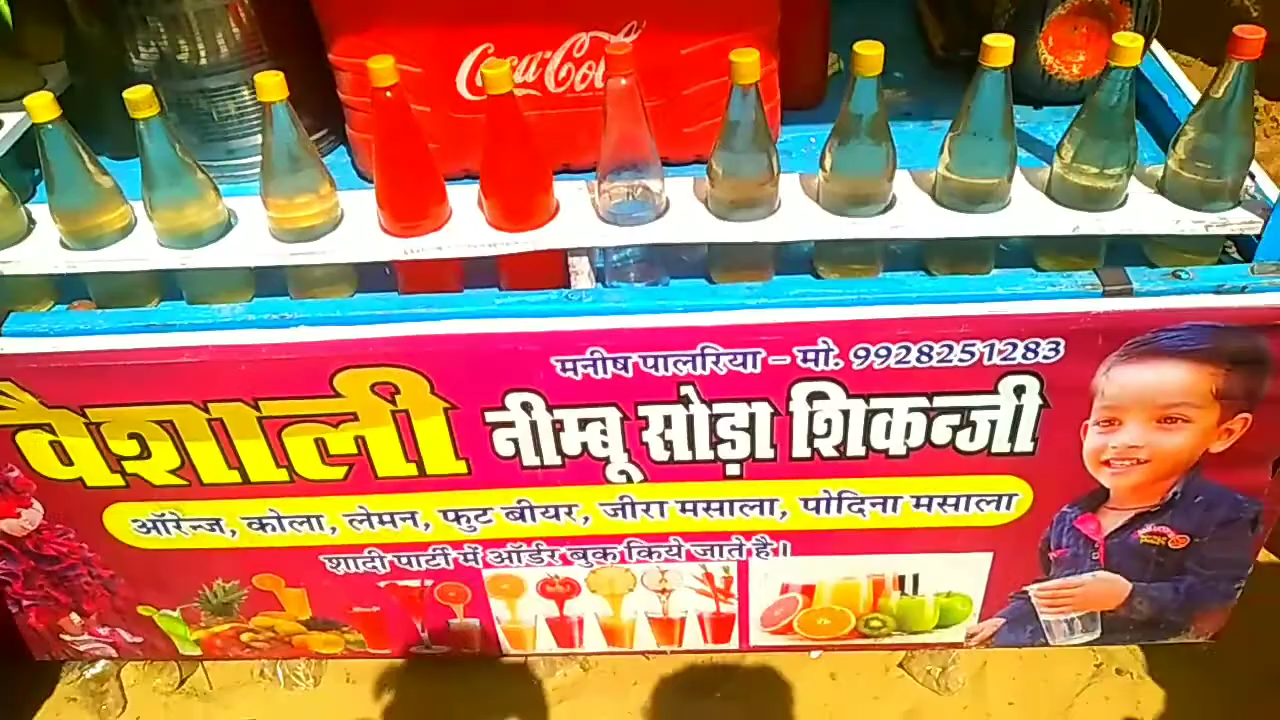 Coca-Cola
मनीष पालरिया - मो. 9928251283
वैशाली नीम्बू सोड़ा शिकन्जी
ऑरेन्ज, कोला, लेमन, फुट बीयर, जीरा मसाला, पोदिना मसाला
शादी पार्टी में ऑर्डर बुक किये जाते है।